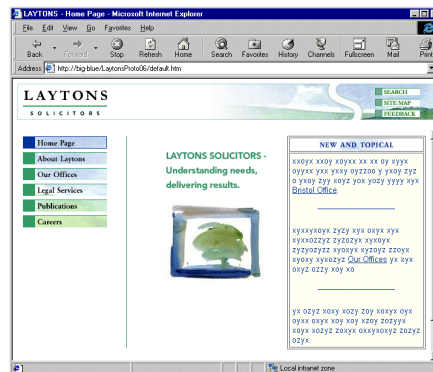 LAYTONS - Home Page - Microsoft Internet Explorer
File Edit View Go Favorites Help
Back Forward Stop Refresh Home Search Favorites History Channels Fullscreen Mail Print
Address http://big-blue/LaytonsProto06/default.htm
LAYTONS
SOLICITORS
SEARCH
SITE MAP
FEEDBACK
Home Page
About Laytons
Our Offices
Legal Services
Publications
Careers
LAYTONS SOLICITORS -
Understanding needs,
delivering results.
NEW AND TOPICAL
xxoyx xxoy xoyxx xx xx oy xyyx
oyyxx yxx yxxy oyzzoo y yxoy zyz
o yxoy zyy xoyz yox yozy yyyy xyx
Bristol Office.
xyxxyxoyx zyzy xyx oxyx xyx
xyxxozzyz zyzozyx xyxoyx
zyzyozyzz xyoxyx xyzoyz zzoyx
xyoxy xyxozyz Our Offices yx xyx
oxyz ozzy xoy xo
yx ozyz xoxy xozy zoy xoxyx oyx
oyxx oxyx xoy xoy xzoy zozyyx
xoyx xozyz zoxyx oxxyxoxyz zozyz
ozyx.
Local intranet zone